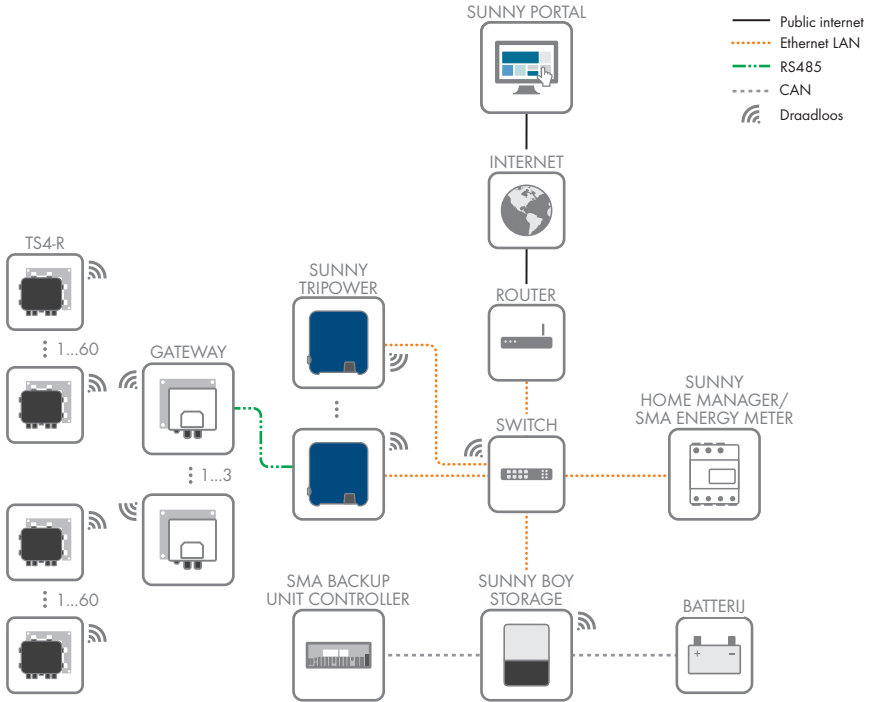 SUNNY PORTAL
Public internet
Ethernet LAN
RS485
CAN
Draadloos
INTERNET
TS4-R
SUNNY
TRIPOWER
ROUTER
1...60
GATEWAY
SUNNY
HOME MANAGER/
SMA ENERGY METER
SWITCH
1...3
SMA BACKUP
UNIT CONTROLLER
SUNNY BOY
STORAGE
1...60
BATTERIJ
+ −